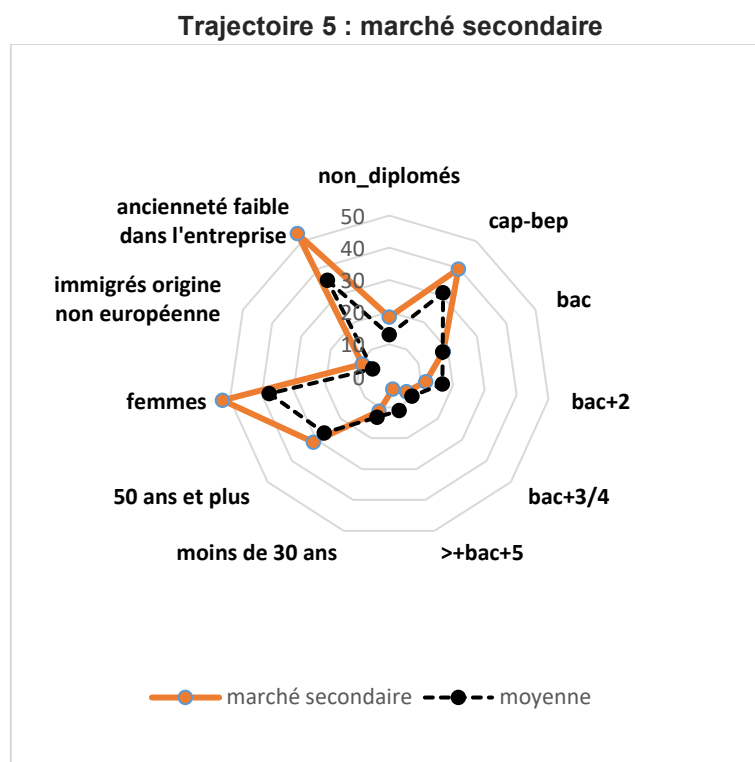 Trajectoire 5 : marché secondaire
non_diplomés
ancienneté faible
dans l'entreprise
cap-bep
immigrés origine
non européenne
bac
50
40
30
20
10
0
femmes
bac+2
50 ans et plus
bac+3/4
moins de 30 ans
>+bac+5
marché secondaire
moyenne